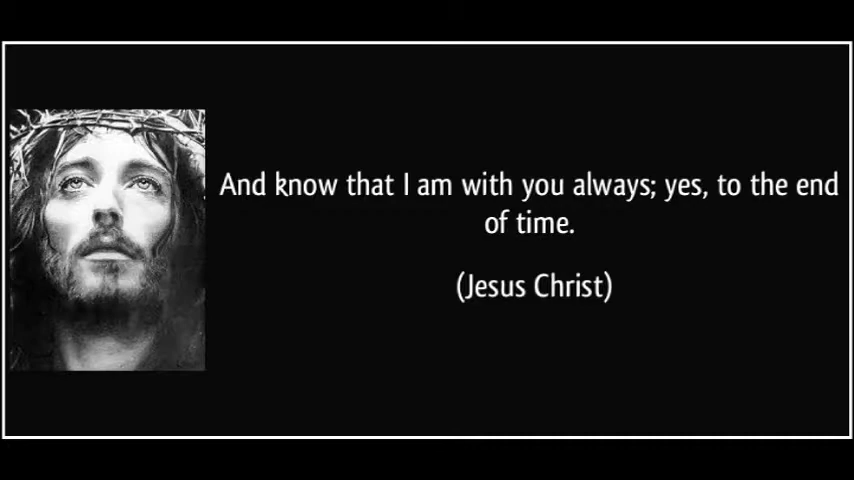 And know that I am with you always; yes, to the end
of time.
(Jesus Christ)